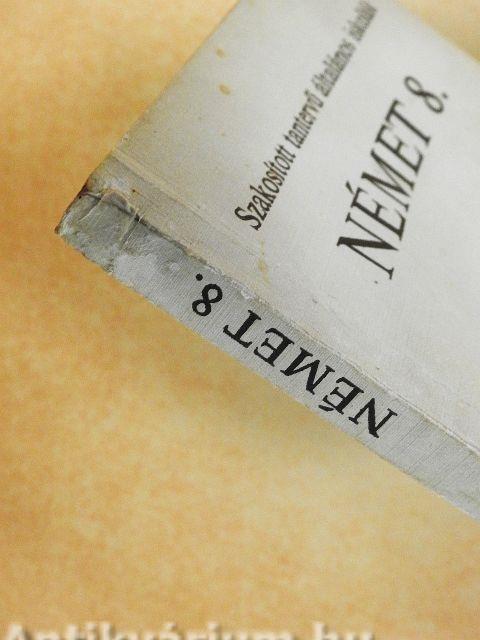 Szakosított tantervű általános iskolák
NÉMET 8.
NÉMET 8.
Antikvárium.hu